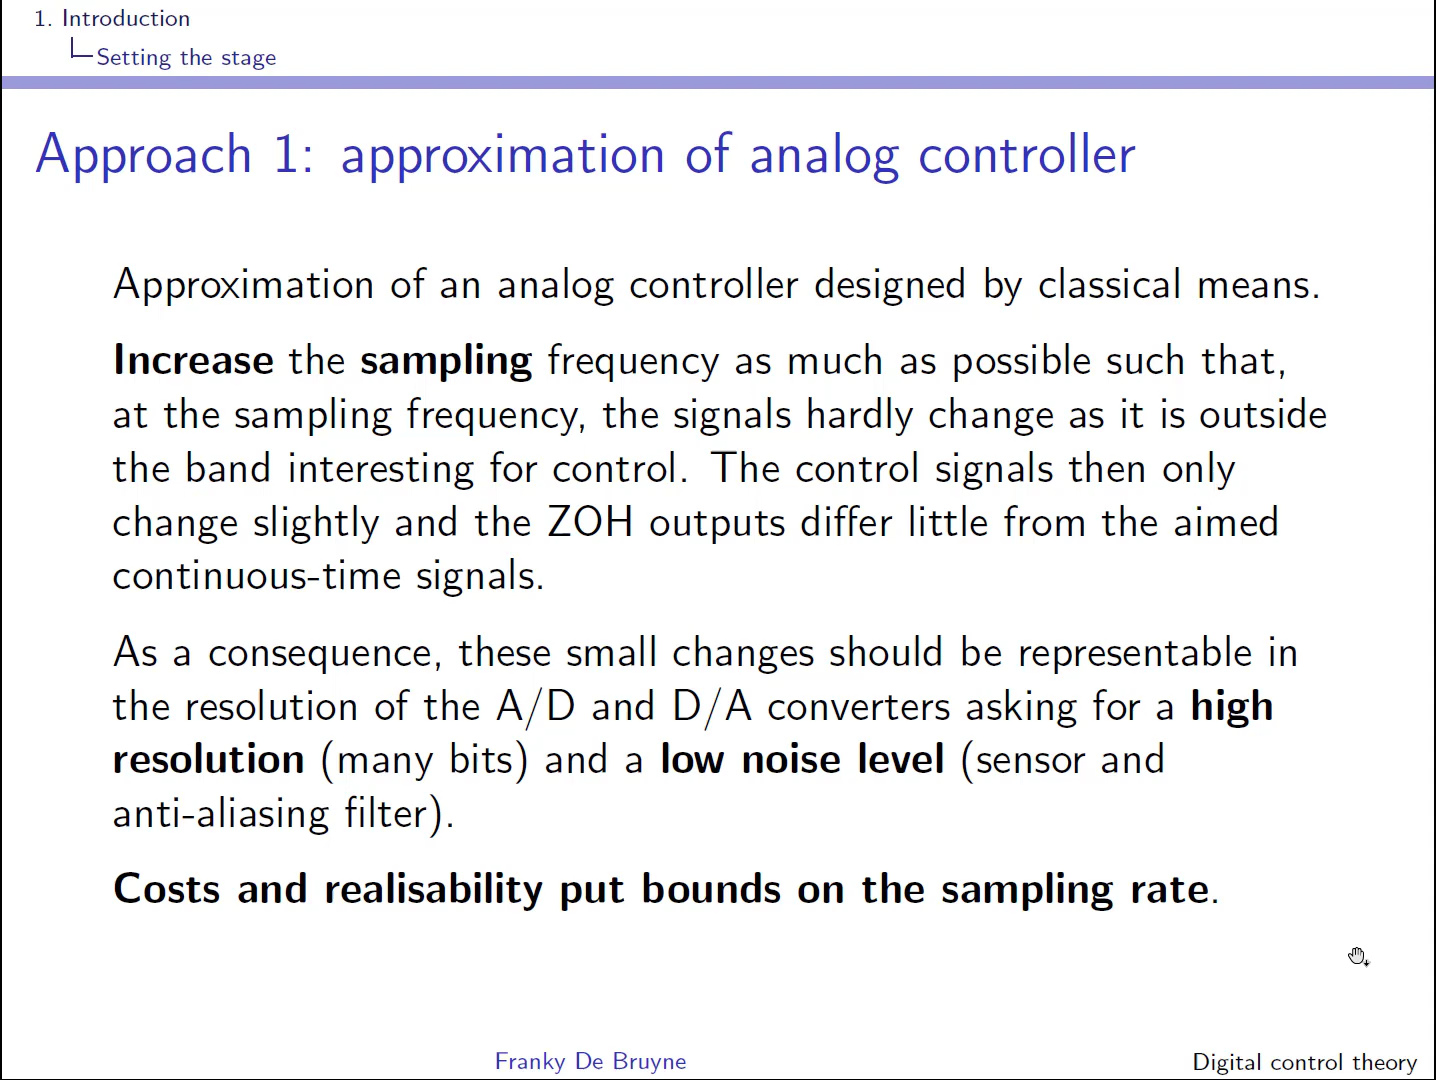 1. Introduction
Setting the stage
Approach 1: approximation of analog controller
Approximation of an analog controller designed by classical means.
Increase the sampling frequency as much as possible such that,
at the sampling frequency, the signals hardly change as it is outside
the band interesting for control. The control signals then only
change slightly and the ZOH outputs differ little from the aimed
continuous-time signals.
As a consequence, these small changes should be representable in
the resolution of the A/D and D/A converters asking for a high
resolution (many bits) and a low noise level (sensor and
anti-aliasing filter).
Costs and realisability put bounds on the sampling rate.
Franky De Bruyne
Digital control theory